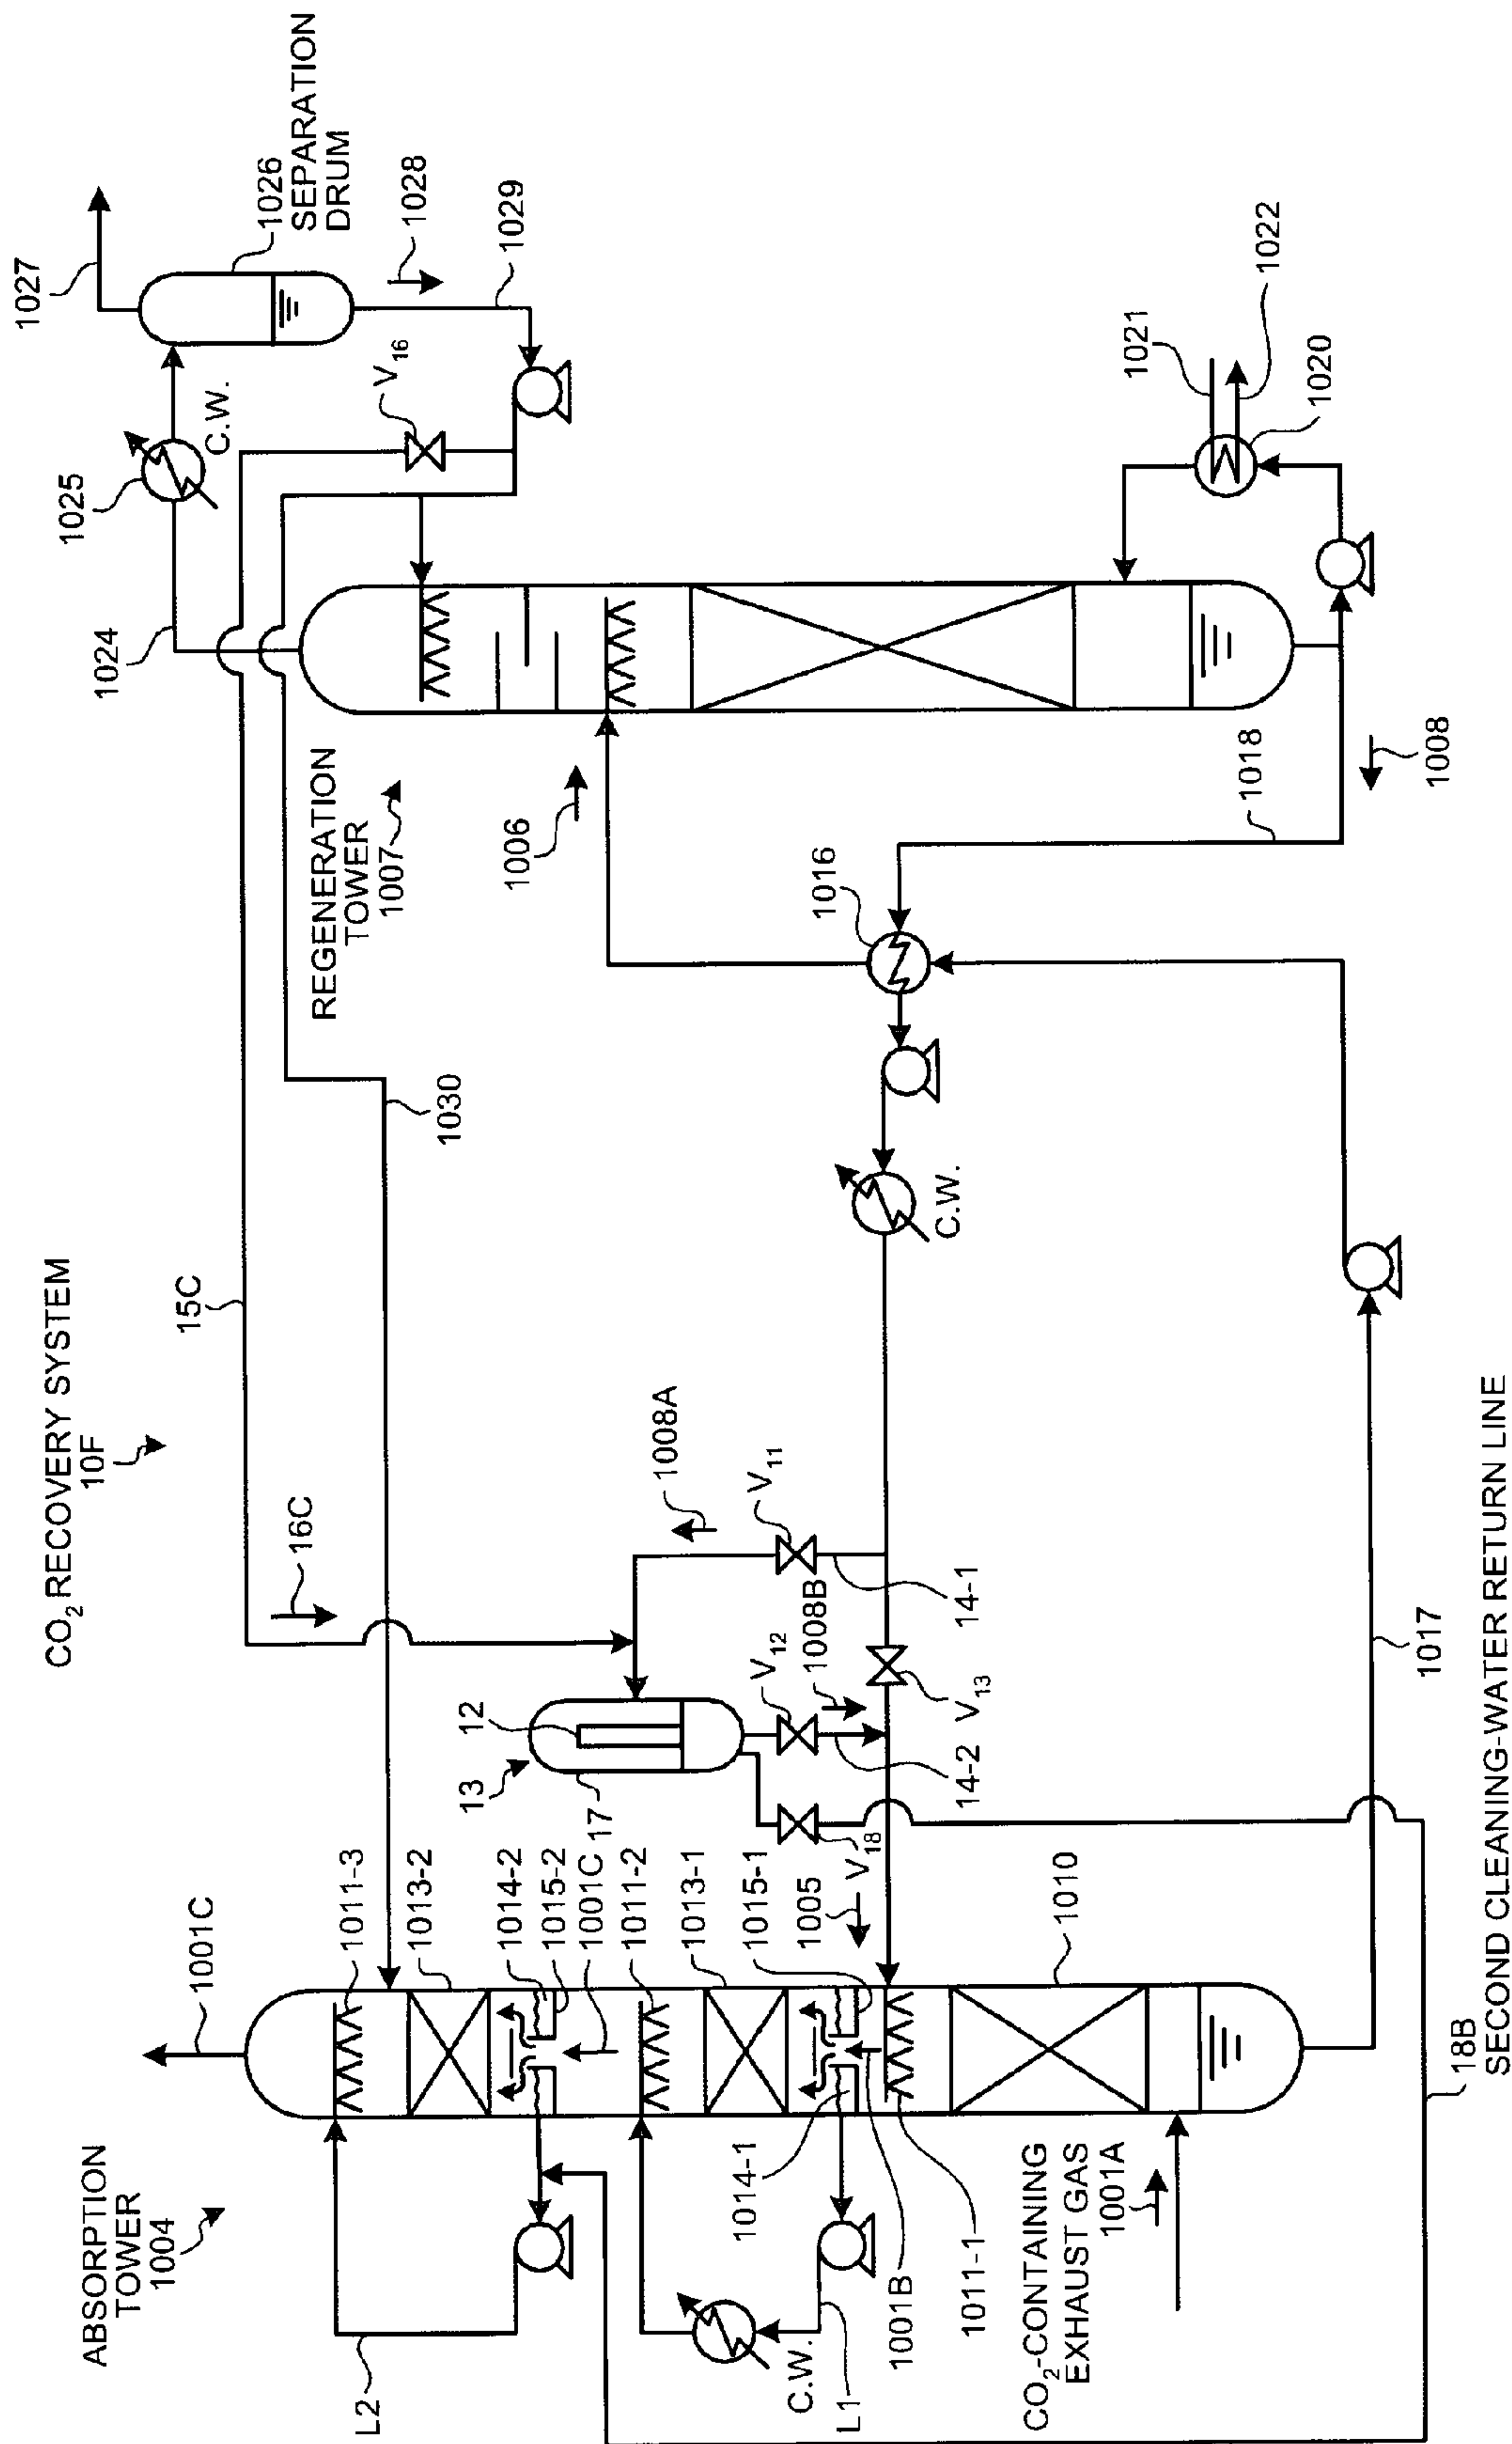 CO₂ RECOVERY SYSTEM
10F
ABSORPTION
TOWER
1004
1001C
1011-3
1013-2
1014-2
1015-2
1001C
1011-2
1013-1
1015-1
1005
1010
L2
C.W.
L1
1014-1
1001B
1011-1
CO₂-CONTAINING
EXHAUST GAS
1001A
13
12
17
V₁₈
V₁₂
1008B
14-2
V₁₃
14-1
V₁₁
1008A
16C
15C
1030
C.W.
1016
1006
REGENERATION
TOWER
1007
1024
1025
C.W.
V₁₆
1027
1026
SEPARATION
DRUM
1028
1029
1021
1022
1020
1018
1008
1017
18B
SECOND CLEANING-WATER RETURN LINE